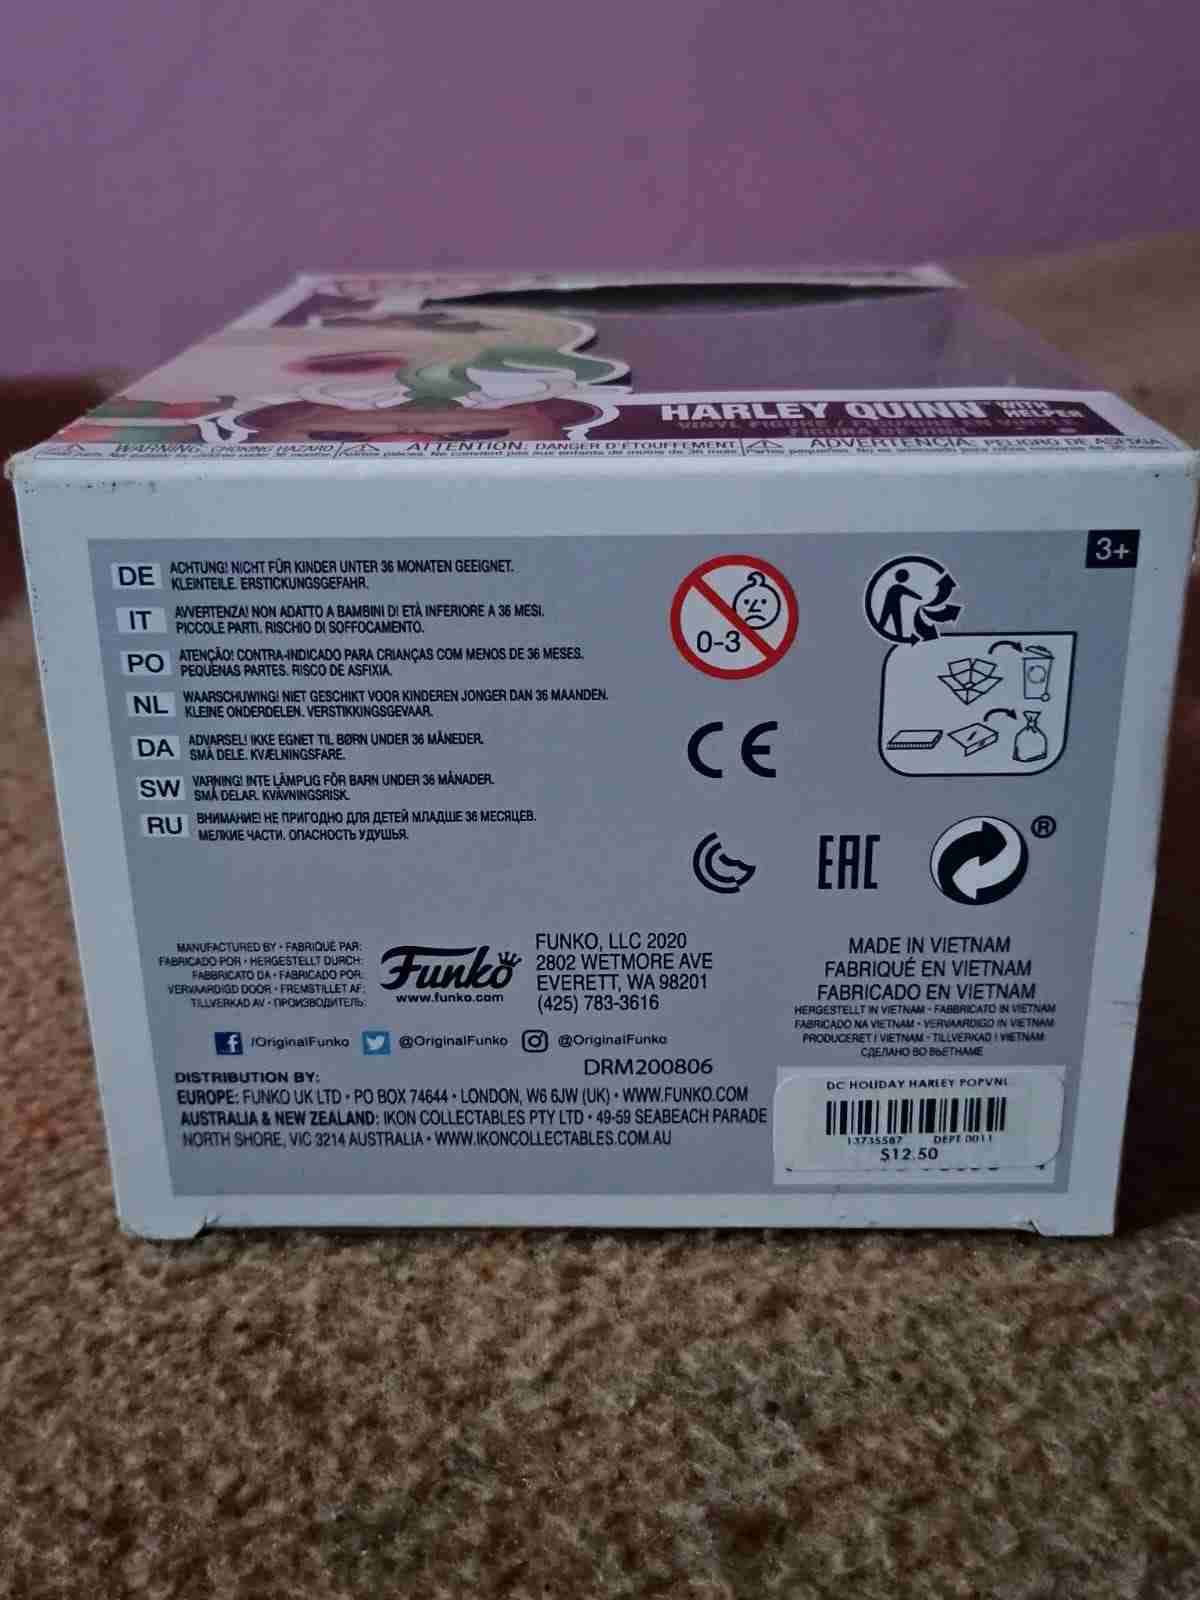 HARLEY QUINN WITH HELPER
VINYL FIGURE / FIGURINE EN VINYLE
WARNING: CHOKING HAZARD
ATTENTION: DANGER D'ÉTOUFFEMENT
ADVERTENCIA: PELIGRO DE ASFIXIA
3+
DE ACHTUNG! NICHT FÜR KINDER UNTER 36 MONATEN GEEIGNET.
KLEINTEILE. ERSTICKUNGSGEFAHR.
IT AVVERTENZA! NON ADATTO A BAMBINI DI ETÀ INFERIORE A 36 MESI.
PICCOLE PARTI. RISCHIO DI SOFFOCAMENTO.
PO ATENÇÃO! CONTRA-INDICADO PARA CRIANÇAS COM MENOS DE 36 MESES.
PEQUENAS PARTES. RISCO DE ASFIXIA.
NL WAARSCHUWING! NIET GESCHIKT VOOR KINDEREN JONGER DAN 36 MAANDEN.
KLEINE ONDERDELEN. VERSTIKKINGSGEVAAR.
DA ADVARSEL! IKKE EGNET TIL BØRN UNDER 36 MÅNEDER.
SMÅ DELE. KVÆLNINGSFARE.
SW VARNING! INTE LÄMPLIG FÖR BARN UNDER 36 MÅNADER.
SMÅ DELAR. KVÄVNINGSRISK.
RU ВНИМАНИЕ! НЕ ПРИГОДНО ДЛЯ ДЕТЕЙ МЛАДШЕ 36 МЕСЯЦЕВ.
МЕЛКИЕ ЧАСТИ. ОПАСНОСТЬ УДУШЬЯ.
0-3
CE
EAC
®
MANUFACTURED BY • FABRIQUÉ PAR:
FABRICADO POR • HERGESTELLT DURCH:
FABBRICATO DA • FABRICADO POR:
VERVAARDIGD DOOR • FREMSTILLET AF:
TILLVERKAD AV • ПРОИЗВОДИТЕЛЬ:
Funko
www.funko.com
FUNKO, LLC 2020
2802 WETMORE AVE
EVERETT, WA 98201
(425) 783-3616
MADE IN VIETNAM
FABRIQUÉ EN VIETNAM
FABRICADO EN VIETNAM
HERGESTELLT IN VIETNAM • FABBRICATO IN VIETNAM
FABRICADO NA VIETNAM • VERVAARDIGD IN VIETNAM
PRODUCERET I VIETNAM • TILLVERKAD I VIETNAM
СДЕЛАНО ВО ВЬЕТНАМЕ
/OriginalFunko @OriginalFunko @OriginalFunko
DRM200806
DISTRIBUTION BY:
EUROPE: FUNKO UK LTD • PO BOX 74644 • LONDON, W6 6JW (UK) • WWW.FUNKO.COM
AUSTRALIA & NEW ZEALAND: IKON COLLECTABLES PTY LTD • 49-59 SEABEACH PARADE
NORTH SHORE, VIC 3214 AUSTRALIA • WWW.IKONCOLLECTABLES.COM.AU
DC HOLIDAY HARLEY POPVNL
13735587 DEPT 0011
$12.50